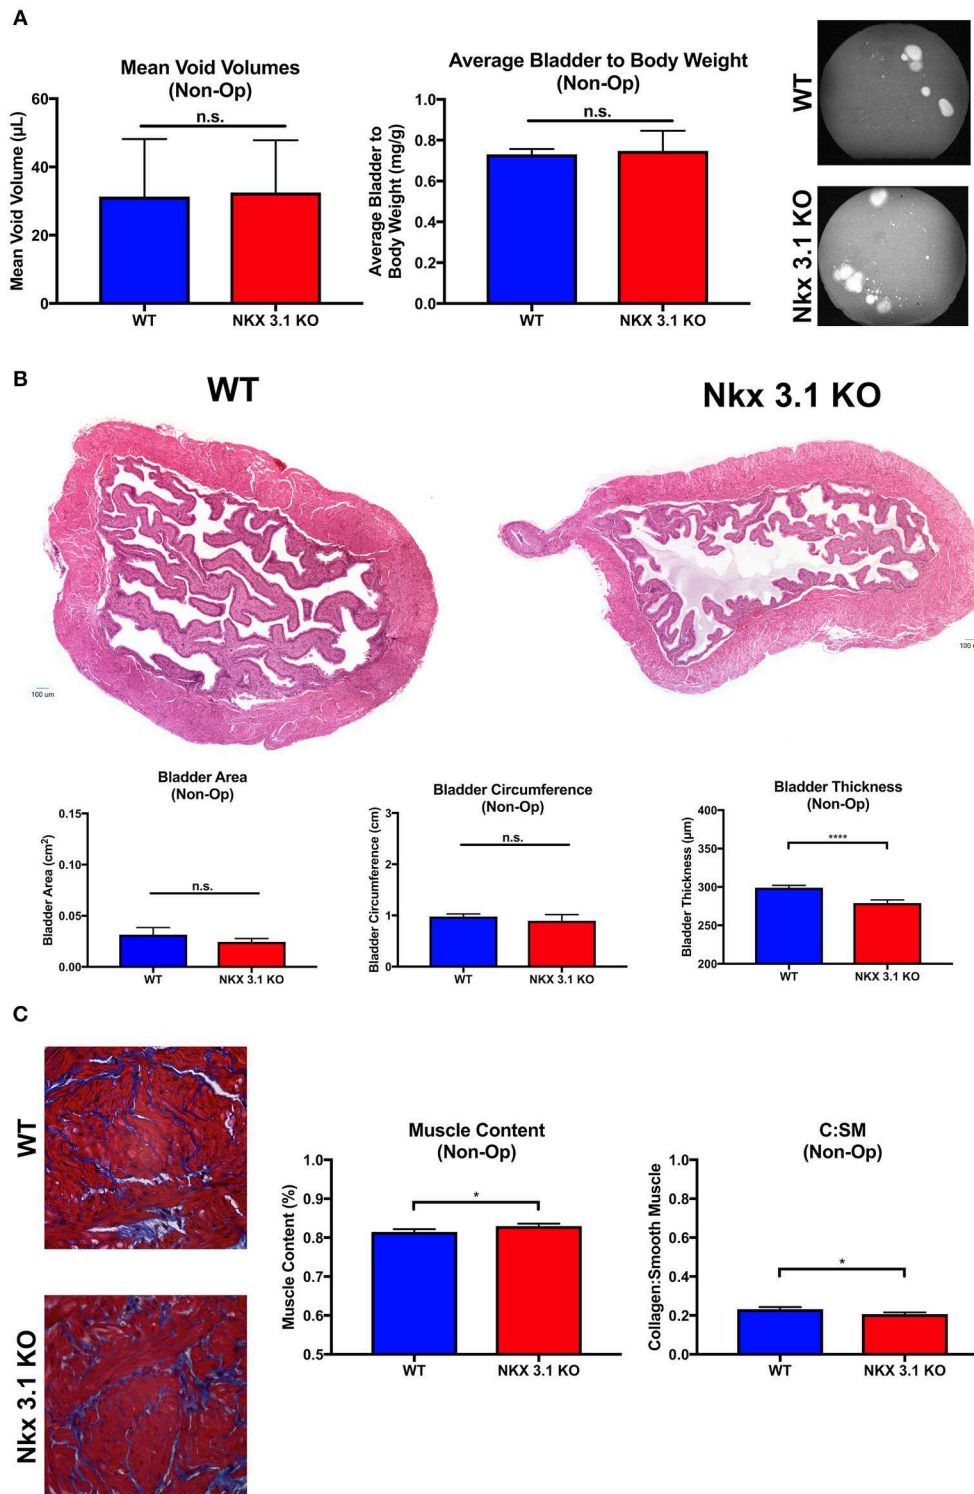 A
Mean Void Volumes
(Non-Op)
Mean Void Volume (µL)
60
40
20
0
n.s.
WT
NKX 3.1 KO
Average Bladder to Body Weight
(Non-Op)
Average Bladder to
Body Weight (mg/g)
1.0
0.8
0.6
0.4
0.2
0.0
n.s.
WT
NKX 3.1 KO
WT
Nkx 3.1 KO
B
WT
Nkx 3.1 KO
100 um
100 u
Bladder Area
(Non-Op)
Bladder Area (cm²)
0.15
0.10
0.05
0.00
n.s.
WT
NKX 3.1 KO
Bladder Circumference
(Non-Op)
Bladder Circumference (cm)
3
2
1
0
n.s.
WT
NKX 3.1 KO
Bladder Thickness
(Non-Op)
Bladder Thickness (µm)
400
350
300
250
200
****
WT
NKX 3.1 KO
C
WT
Nkx 3.1 KO
Muscle Content
(Non-Op)
Muscle Content (%)
1.0
0.9
0.8
0.8
0.6
0.5
*
WT
NKX 3.1 KO
C:SM
(Non-Op)
Collagen:Smooth Muscle
1.0
0.8
0.6
0.4
0.2
0.0
*
WT
NKX 3.1 KO